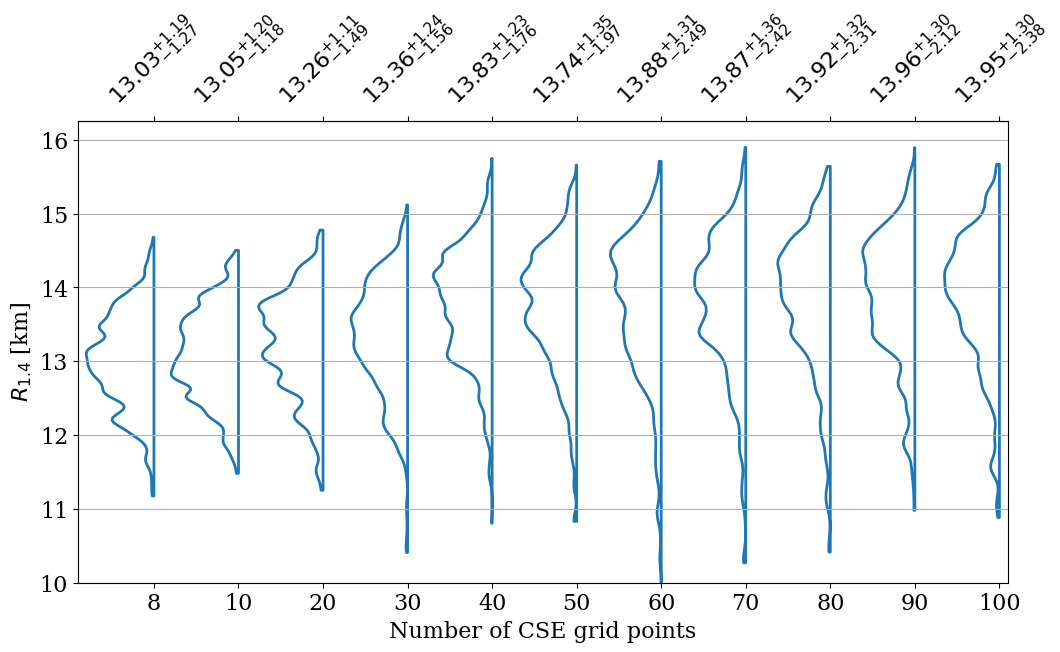 13.03^{+1.19}_{-1.27} 13.05^{+1.20}_{-1.18} 13.26^{+1.11}_{-1.49} 13.36^{+1.24}_{-1.56} 13.83^{+1.23}_{-1.76} 13.74^{+1.35}_{-1.97} 13.88^{+1.31}_{-2.49} 13.87^{+1.36}_{-2.42} 13.92^{+1.32}_{-2.31} 13.96^{+1.30}_{-2.12} 13.95^{+1.30}_{-2.38}
R_{1.4} [km]
16
15
14
13
12
11
10
8 10 20 30 40 50 60 70 80 90 100
Number of CSE grid points